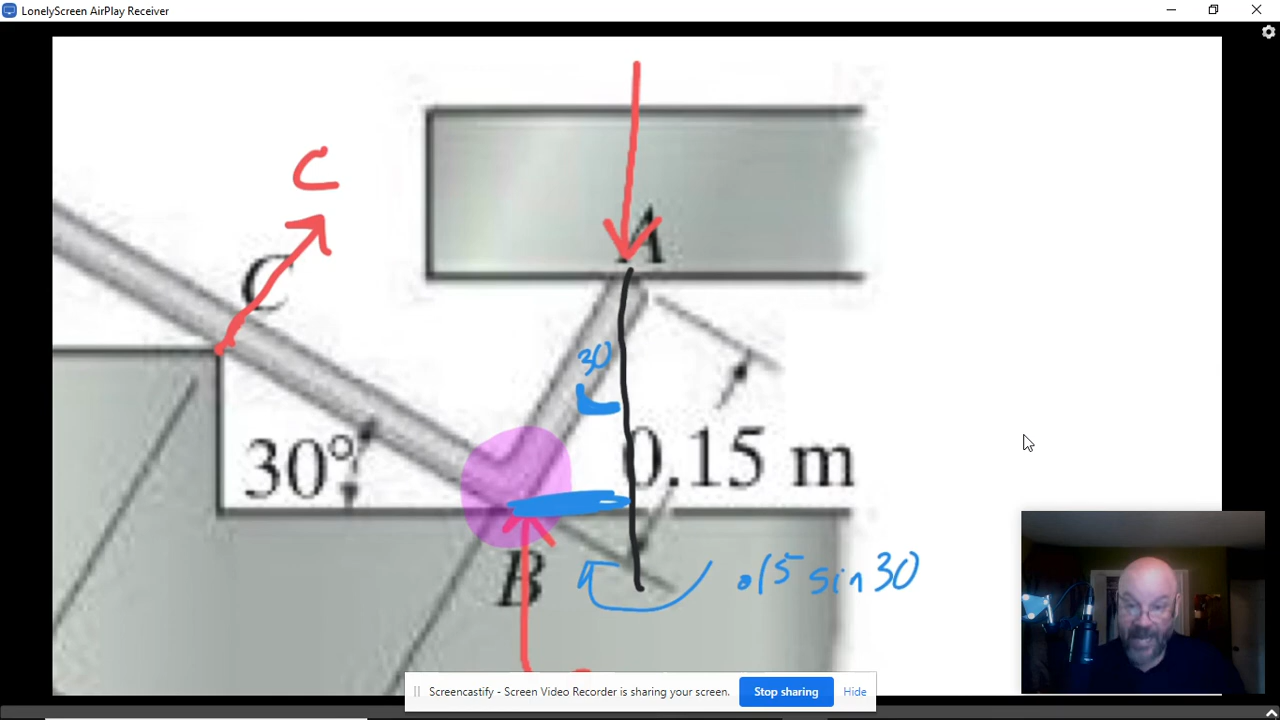 LonelyScreen AirPlay Receiver
C
A
C
30
30°
0.15 m
B
.15 sin 30
Screencastify - Screen Video Recorder is sharing your screen.
Stop sharing
Hide